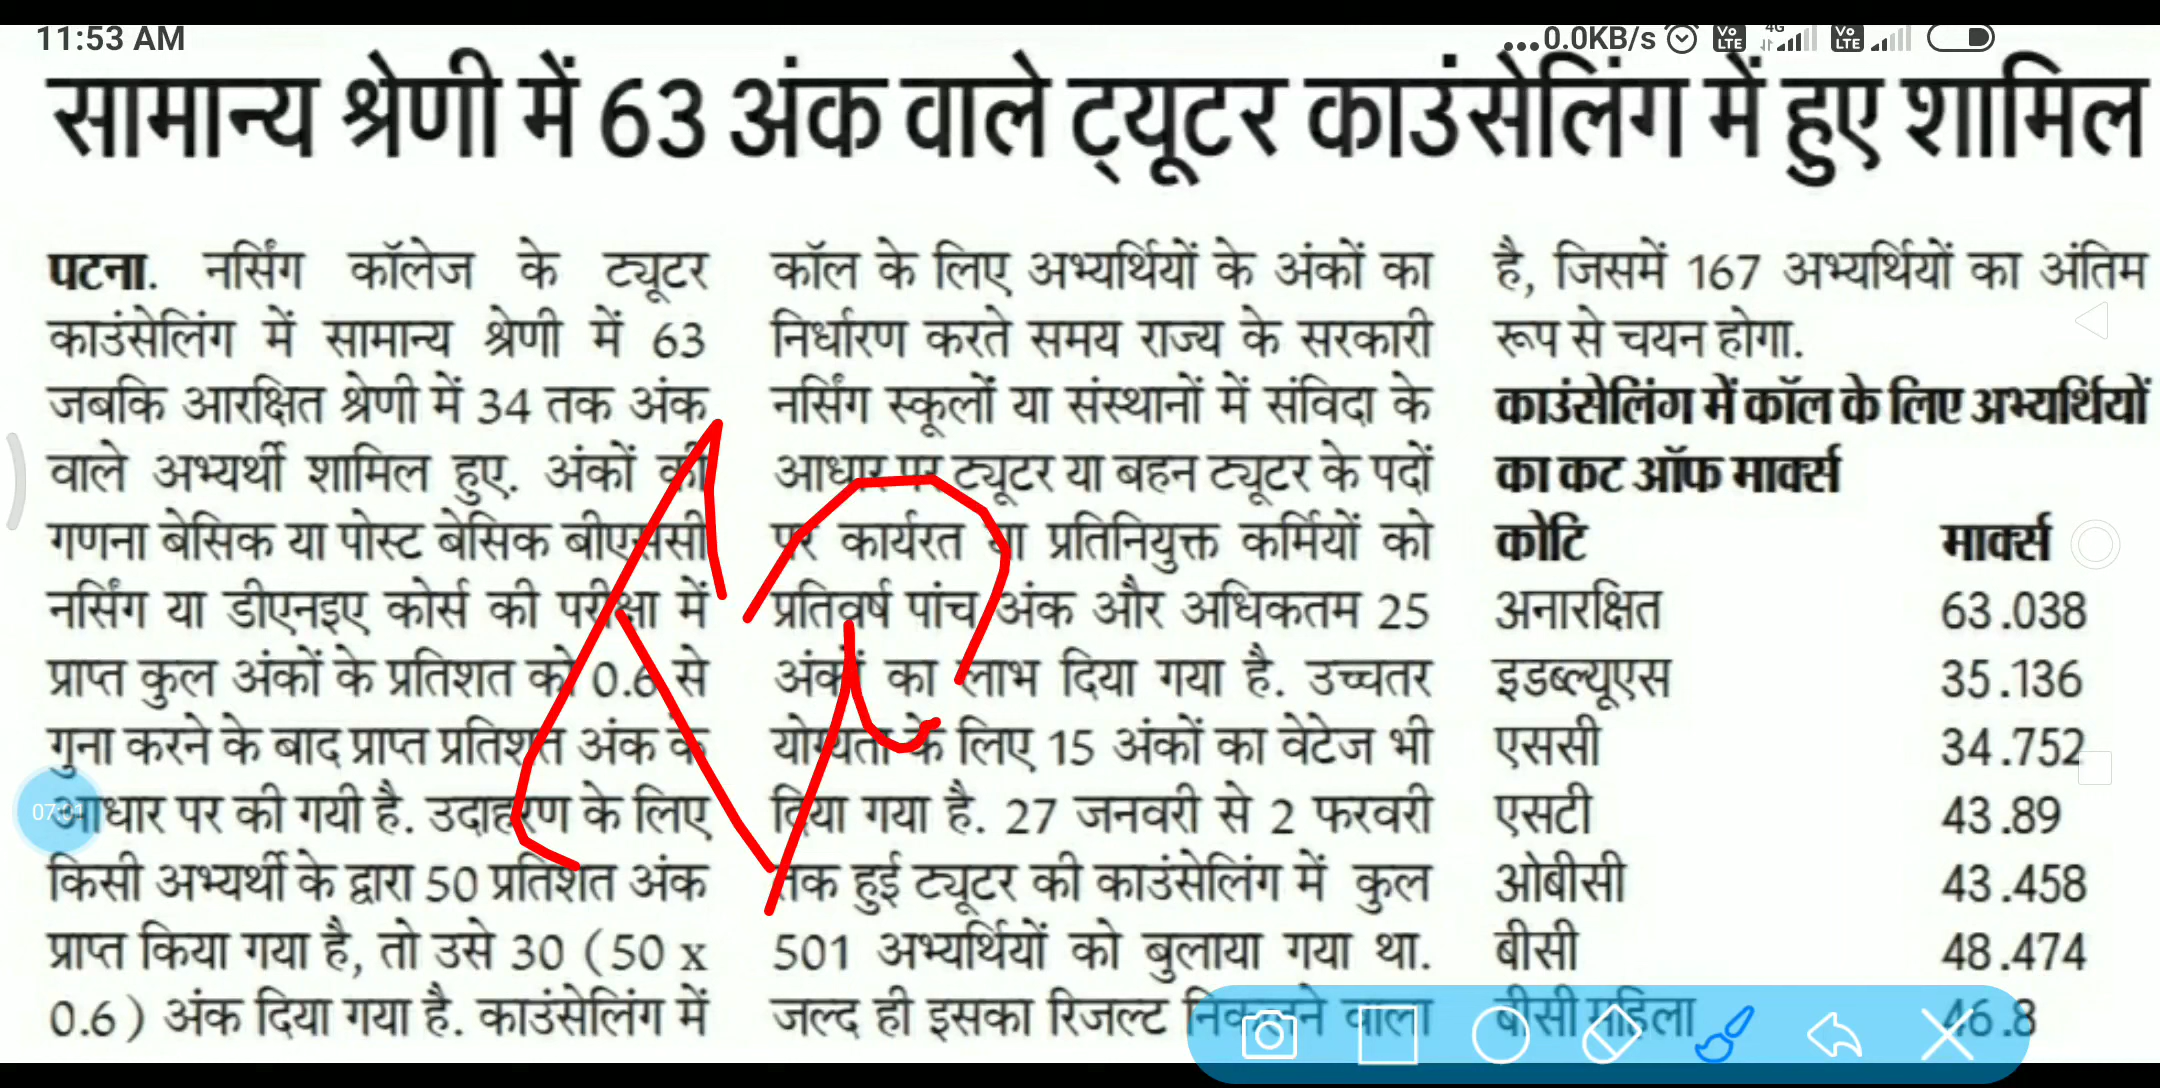 11:53 AM
...0.0KB/s
Vo LTE
4G
Vo LTE
सामान्य श्रेणी में 63 अंक वाले ट्यूटर काउंसेलिंग में हुए शामिल
पटना. नर्सिंग कॉलेज के ट्यूटर
काउंसेलिंग में सामान्य श्रेणी में 63
जबकि आरक्षित श्रेणी में 34 तक अंक
वाले अभ्यर्थी शामिल हुए. अंकों की
गणना बेसिक या पोस्ट बेसिक बीएससी
नर्सिंग या डीएनइए कोर्स की परीक्षा में
प्राप्त कुल अंकों के प्रतिशत को 0.6 से
गुना करने के बाद प्राप्त प्रतिशत अंक के
आधार पर की गयी है. उदाहरण के लिए
किसी अभ्यर्थी के द्वारा 50 प्रतिशत अंक
प्राप्त किया गया है, तो उसे 30 (50 x
0.6) अंक दिया गया है. काउंसेलिंग में
कॉल के लिए अभ्यर्थियों के अंकों का
निर्धारण करते समय राज्य के सरकारी
नर्सिंग स्कूलों या संस्थानों में संविदा के
आधार पर ट्यूटर या बहन ट्यूटर के पदों
पर कार्यरत या प्रतिनियुक्त कर्मियों को
प्रतिवर्ष पांच अंक और अधिकतम 25
अंकों का लाभ दिया गया है. उच्चतर
योग्यता के लिए 15 अंकों का वेटेज भी
दिया गया है. 27 जनवरी से 2 फरवरी
तक हुई ट्यूटर की काउंसेलिंग में कुल
501 अभ्यर्थियों को बुलाया गया था.
जल्द ही इसका रिजल्ट निकलने वाला
है, जिसमें 167 अभ्यर्थियों का अंतिम
रूप से चयन होगा.
काउंसेलिंग में कॉल के लिए अभ्यर्थियों
का कट ऑफ मार्क्स
कोटि मार्क्स
अनारक्षित 63.038
इडब्ल्यूएस 35.136
एससी 34.752
एसटी 43.89
ओबीसी 43.458
बीसी 48.474
बीसी महिला 46.8